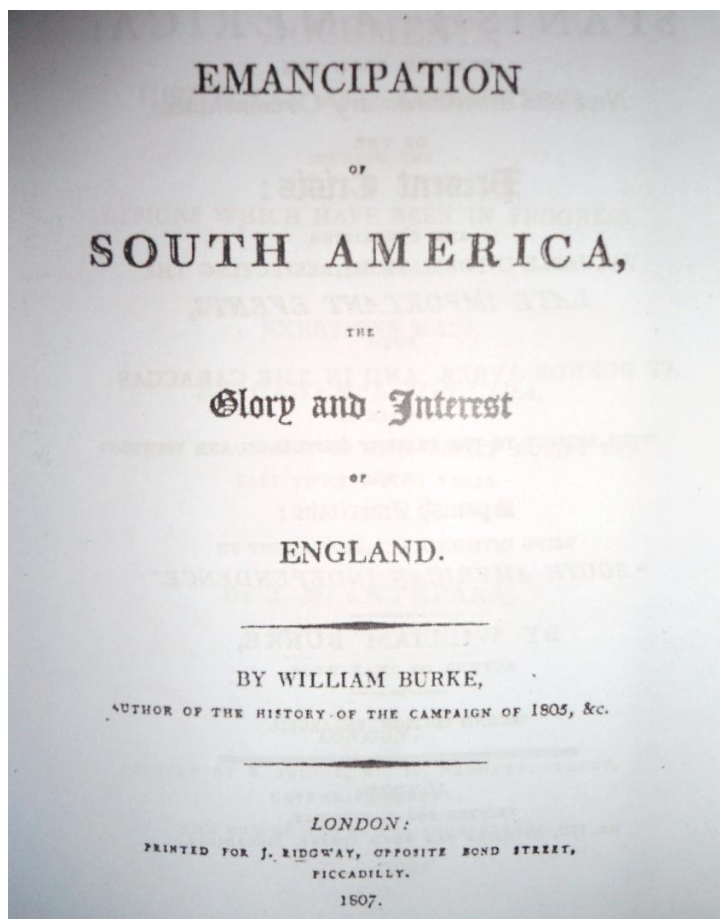 EMANCIPATION
OF
SOUTH AMERICA,
THE
Glory and Interest
OF
ENGLAND.
BY WILLIAM BURKE,
AUTHOR OF THE HISTORY OF THE CAMPAIGN OF 1805, &c.
LONDON:
PRINTED FOR J. RIDGWAY, OPPOSITE BOND STREET,
PICCADILLY.
1807.